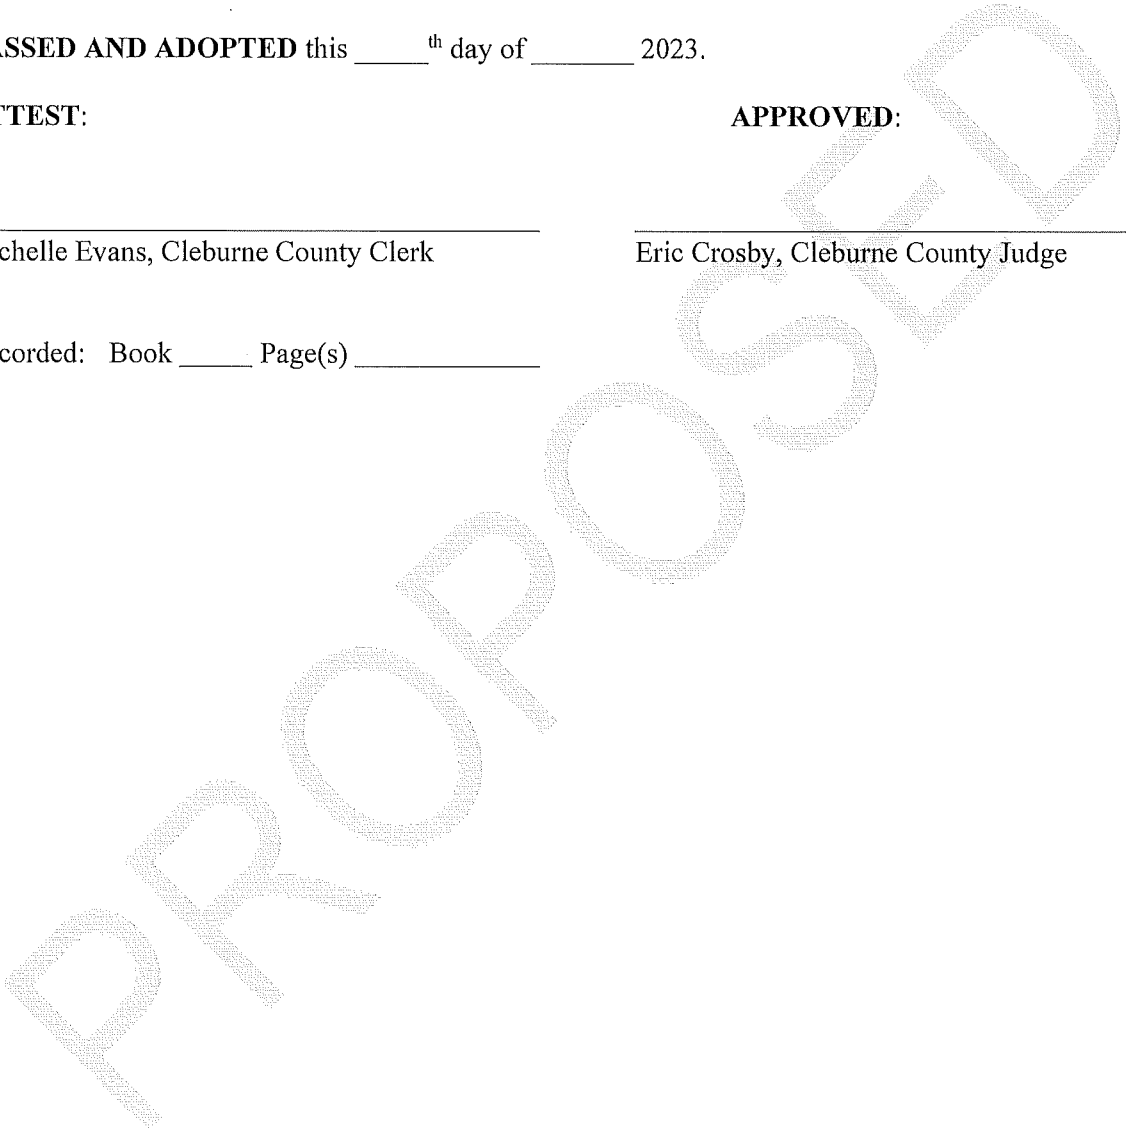 ASSED AND ADOPTED this _____th day of _______ 2023.
TTEST:
APPROVED:
chelle Evans, Cleburne County Clerk
Eric Crosby, Cleburne County Judge
corded: Book _____ Page(s) _____________
PROPOSED